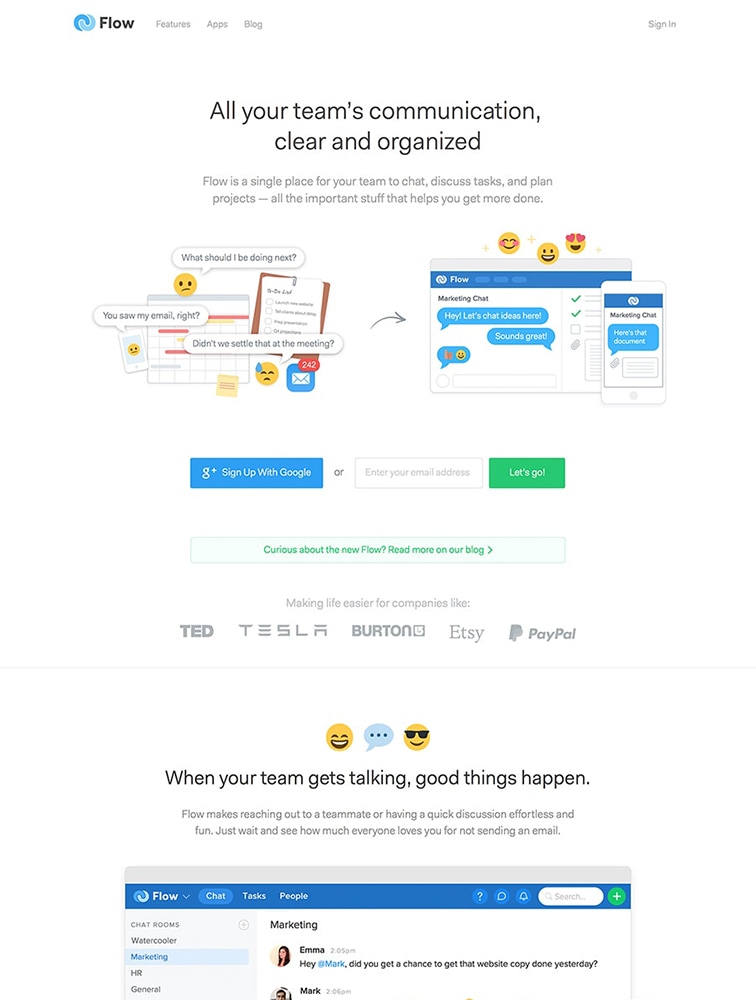 Flow
Features Apps Blog Sign In
All your team’s communication,
clear and organized
Flow is a single place for your team to chat, discuss tasks, and plan
projects — all the important stuff that helps you get more done.
What should I be doing next?
To-Do List
Launch new website
Tell clients about delay
Prep presentation
Q4 projections
You saw my email, right?
Didn't we settle that at the meeting?
242
Flow
Marketing Chat
Hey! Let's chat ideas here!
Sounds great!
Marketing Chat
Here's that
document
g+ Sign Up With Google or Enter your email address Let's go!
Curious about the new Flow? Read more on our blog
Making life easier for companies like:
TED TESLA BURTON Etsy PayPal
When your team gets talking, good things happen.
Flow makes reaching out to a teammate or having a quick discussion effortless and
fun. Just wait and see how much everyone loves you for not sending an email.
Flow Chat Tasks People ? Search... +
CHAT ROOMS
Watercooler
Marketing
HR
General
Marketing
Emma 2:05pm
Hey @Mark, did you get a chance to get that website copy done yesterday?
Mark 2:06pm